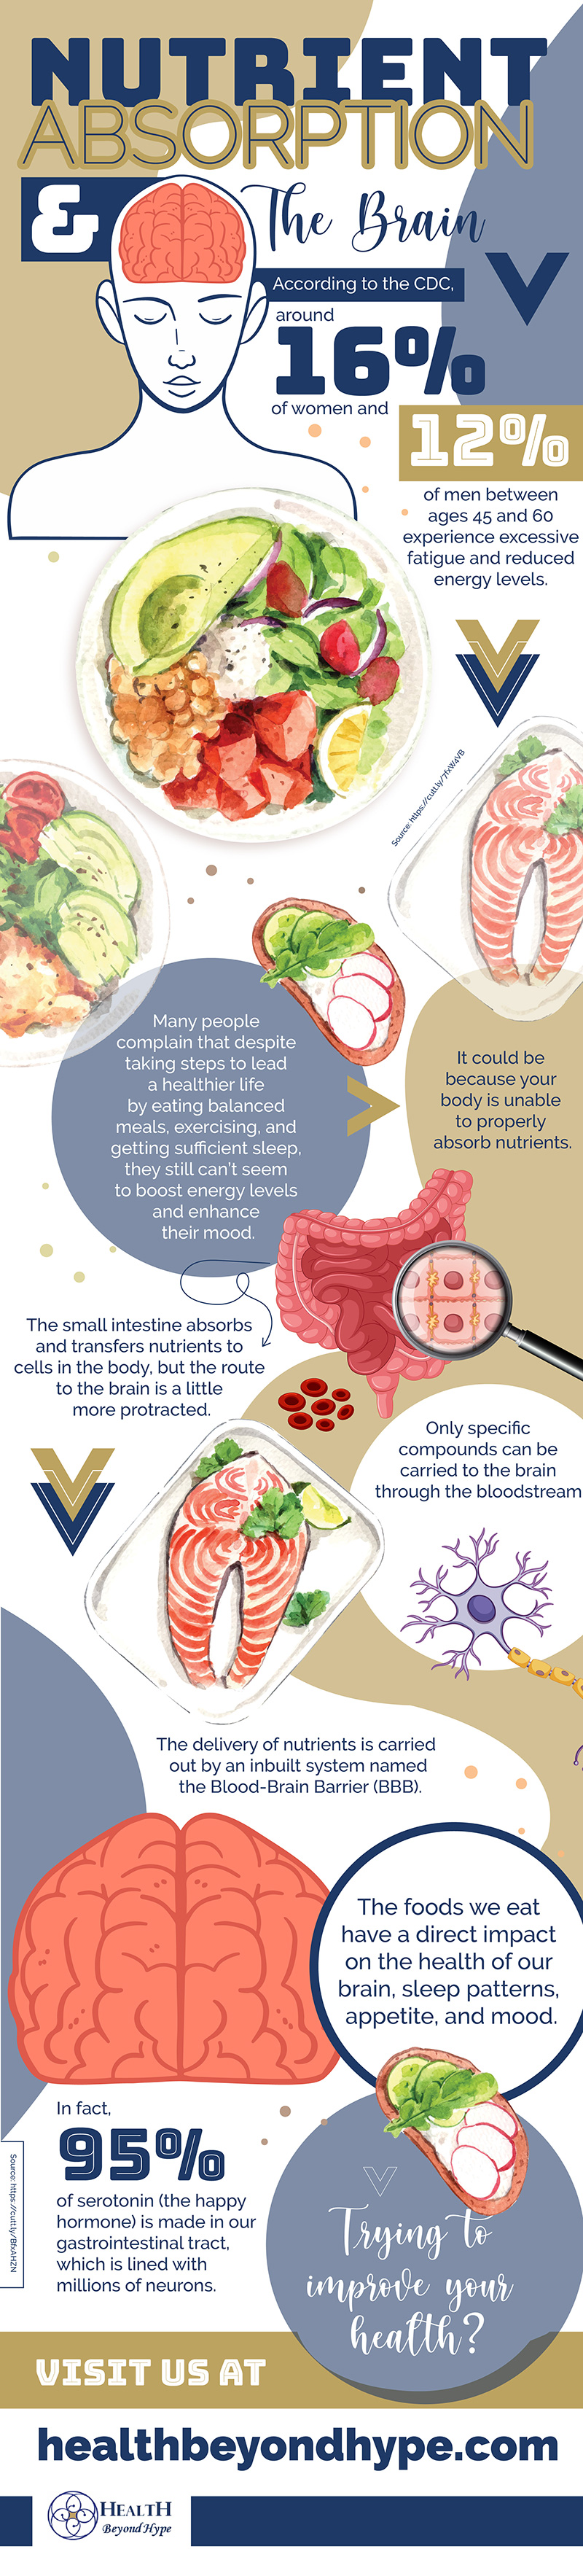 NUTRIENT
ABSORPTION
& The Brain
According to the CDC,
around
16%
of women and
12%
of men between
ages 45 and 60
experience excessive
fatigue and reduced
energy levels.
Source: https://cutt.ly/7fxW4VB
Many people
complain that despite
taking steps to lead
a healthier life
by eating balanced
meals, exercising, and
getting sufficient sleep,
they still can't seem
to boost energy levels
and enhance
their mood.
It could be
because your
body is unable
to properly
absorb nutrients.
The small intestine absorbs
and transfers nutrients to
cells in the body, but the route
to the brain is a little
more protracted.
Only specific
compounds can be
carried to the brain
through the bloodstream
The delivery of nutrients is carried
out by an inbuilt system named
the Blood-Brain Barrier (BBB).
The foods we eat
have a direct impact
on the health of our
brain, sleep patterns,
appetite, and mood.
In fact,
95%
of serotonin (the happy
hormone) is made in our
gastrointestinal tract,
which is lined with
millions of neurons.
Source: https://cutt.ly/BfxAHZN
Trying to
improve your
health?
VISIT US AT
healthbeyondhype.com
HEALTH
Beyond Hype